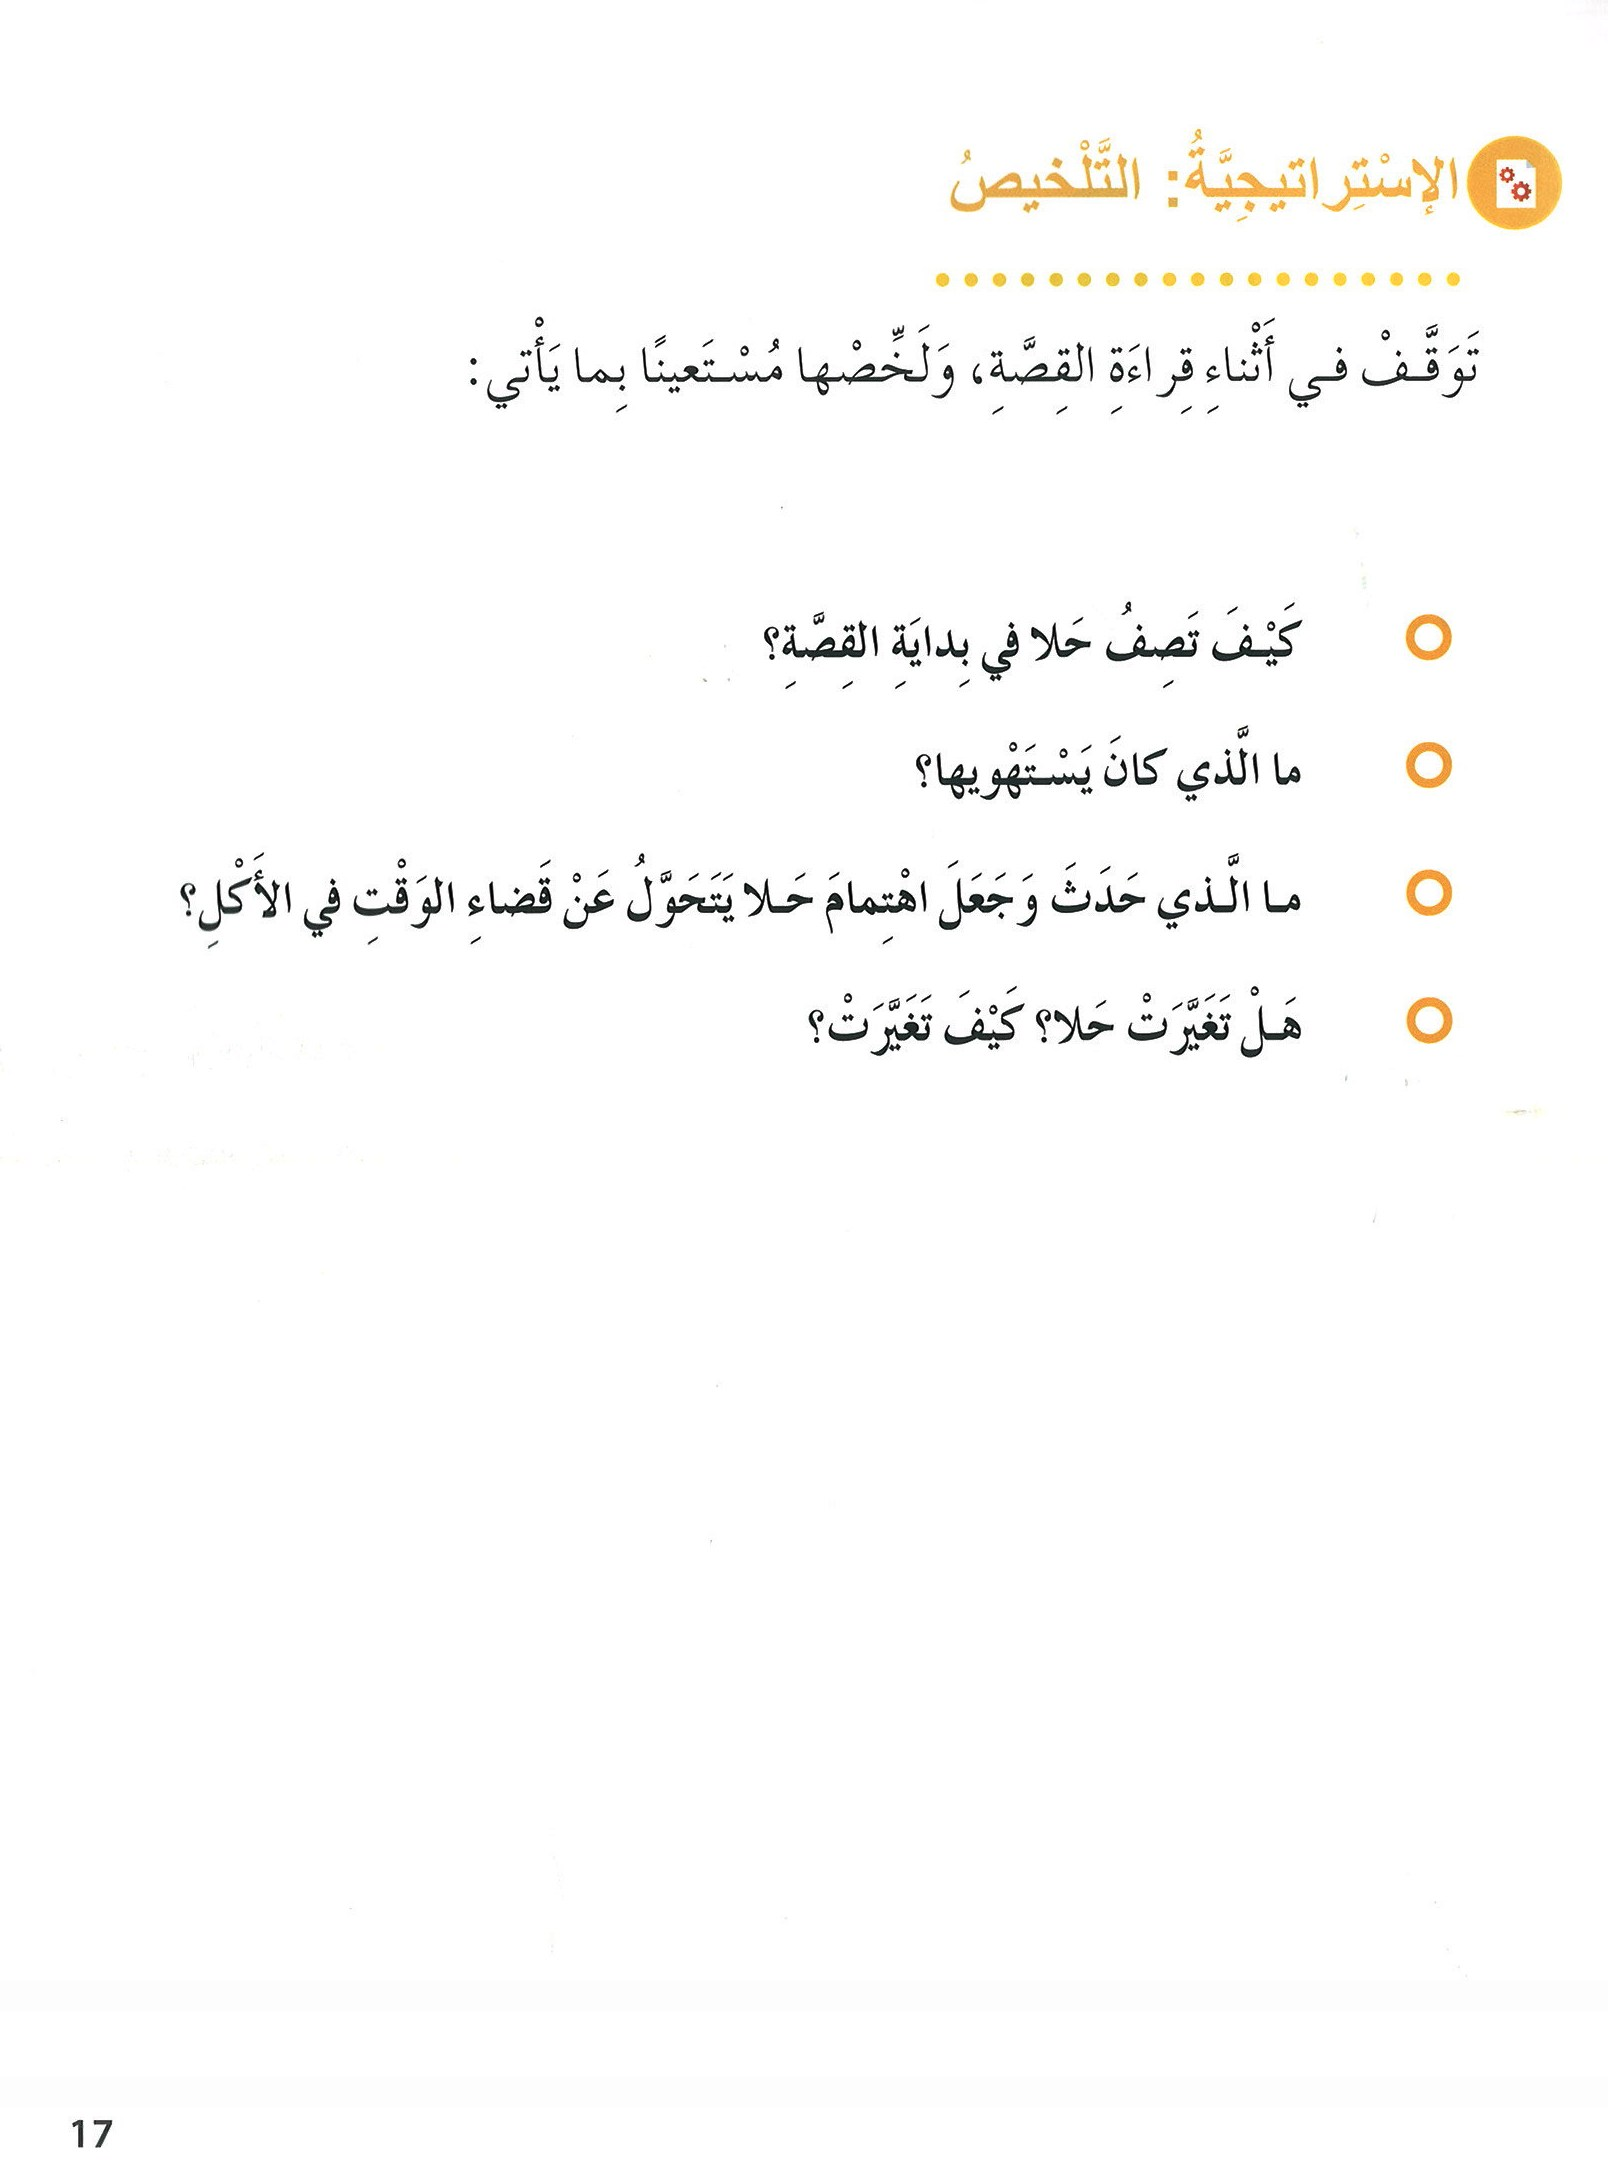 الإسْتِراتيجِيَّةُ: التَّلْخيصُ
تَوَقَّفْ في أَثْناءِ قِراءَةِ القِصَّةِ، وَلَخِّصْها مُسْتَعينًا بِما يَأْتي:
كَيْفَ تَصِفُ حَلا في بِدايَةِ القِصَّةِ؟
ما الَّذي كانَ يَسْتَهْويها؟
ما الَّذي حَدَثَ وَجَعَلَ اهْتِمامَ حَلا يَتَحَوَّلُ عَنْ قَضاءِ الوَقْتِ في الأَكْلِ؟
هَلْ تَغَيَّرَتْ حَلا؟ كَيْفَ تَغَيَّرَتْ؟
17